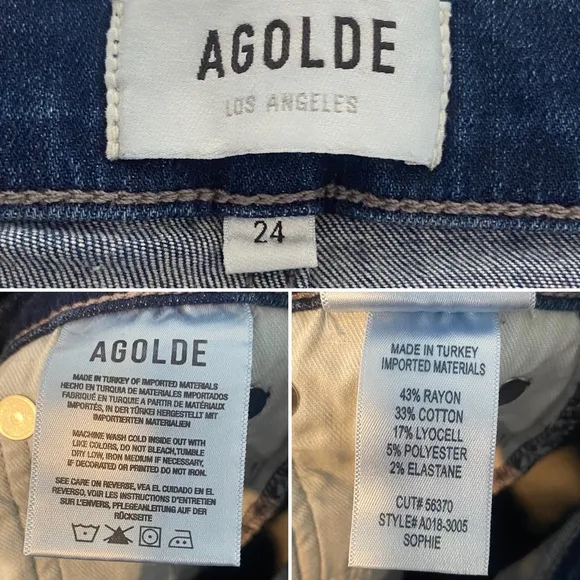 AGOLDE
LOS ANGELES
24
AGOLDE
MADE IN TURKEY OF IMPORTED MATERIALS
HECHO EN TURQUIA DE MATERIALES IMPORTADOS
FABRIQUÉ EN TURQUIE A PARTIR DE MATÉRIAUX
IMPORTÉS, IN DER TÜRKEI HERGESTELLT MIT
IMPORTIERTEN MATERIALIEN
MACHINE WASH COLD INSIDE OUT WITH
LIKE COLORS, DO NOT BLEACH,TUMBLE
DRY LOW, IRON MEDIUM IF NECESSARY,
IF DECORATED OR PRINTED DO NOT IRON.
SEE CARE ON REVERSE, VEA EL CUIDADO EN EL
REVERSO, VOIR LES INSTRUCTIONS D'ENTRETIEN
SUR L'ENVERS, PFLEGEANLEITUNG AUF DER
RÜCKSEITE
MADE IN TURKEY
IMPORTED MATERIALS
43% RAYON
33% COTTON
17% LYOCELL
5% POLYESTER
2% ELASTANE
CUT# 56370
STYLE# A018-3005
SOPHIE